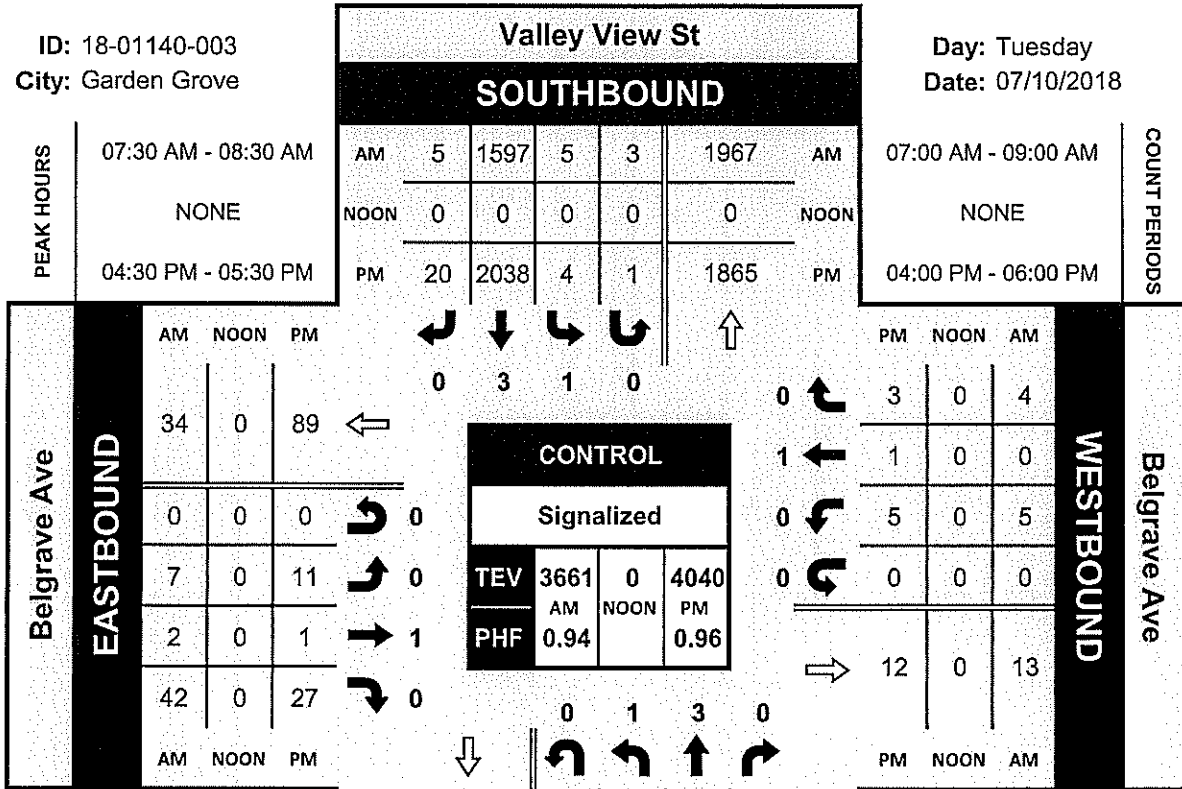 ID: 18-01140-003
City: Garden Grove
Valley View St
SOUTHBOUND
Day: Tuesday
Date: 07/10/2018
PEAK HOURS
07:30 AM - 08:30 AM
NONE
04:30 PM - 05:30 PM
AM 5 1597 5 3 1967 AM
NOON 0 0 0 0 0 NOON
PM 20 2038 4 1 1865 PM
07:00 AM - 09:00 AM
NONE
04:00 PM - 06:00 PM
COUNT PERIODS
0 3 1 0
Belgrave Ave
EASTBOUND
AM NOON PM
34 0 89
0 0 0 0
7 0 11 0
2 0 1 1
42 0 27 0
AM NOON PM
CONTROL
Signalized
TEV 3661 0 4040
AM NOON PM
PHF 0.94 0.96
PM NOON AM
0 3 0 4
1 1 0 0
0 5 0 5
0 0 0 0
12 0 13
PM NOON AM
WESTBOUND
Belgrave Ave
0 1 3 0